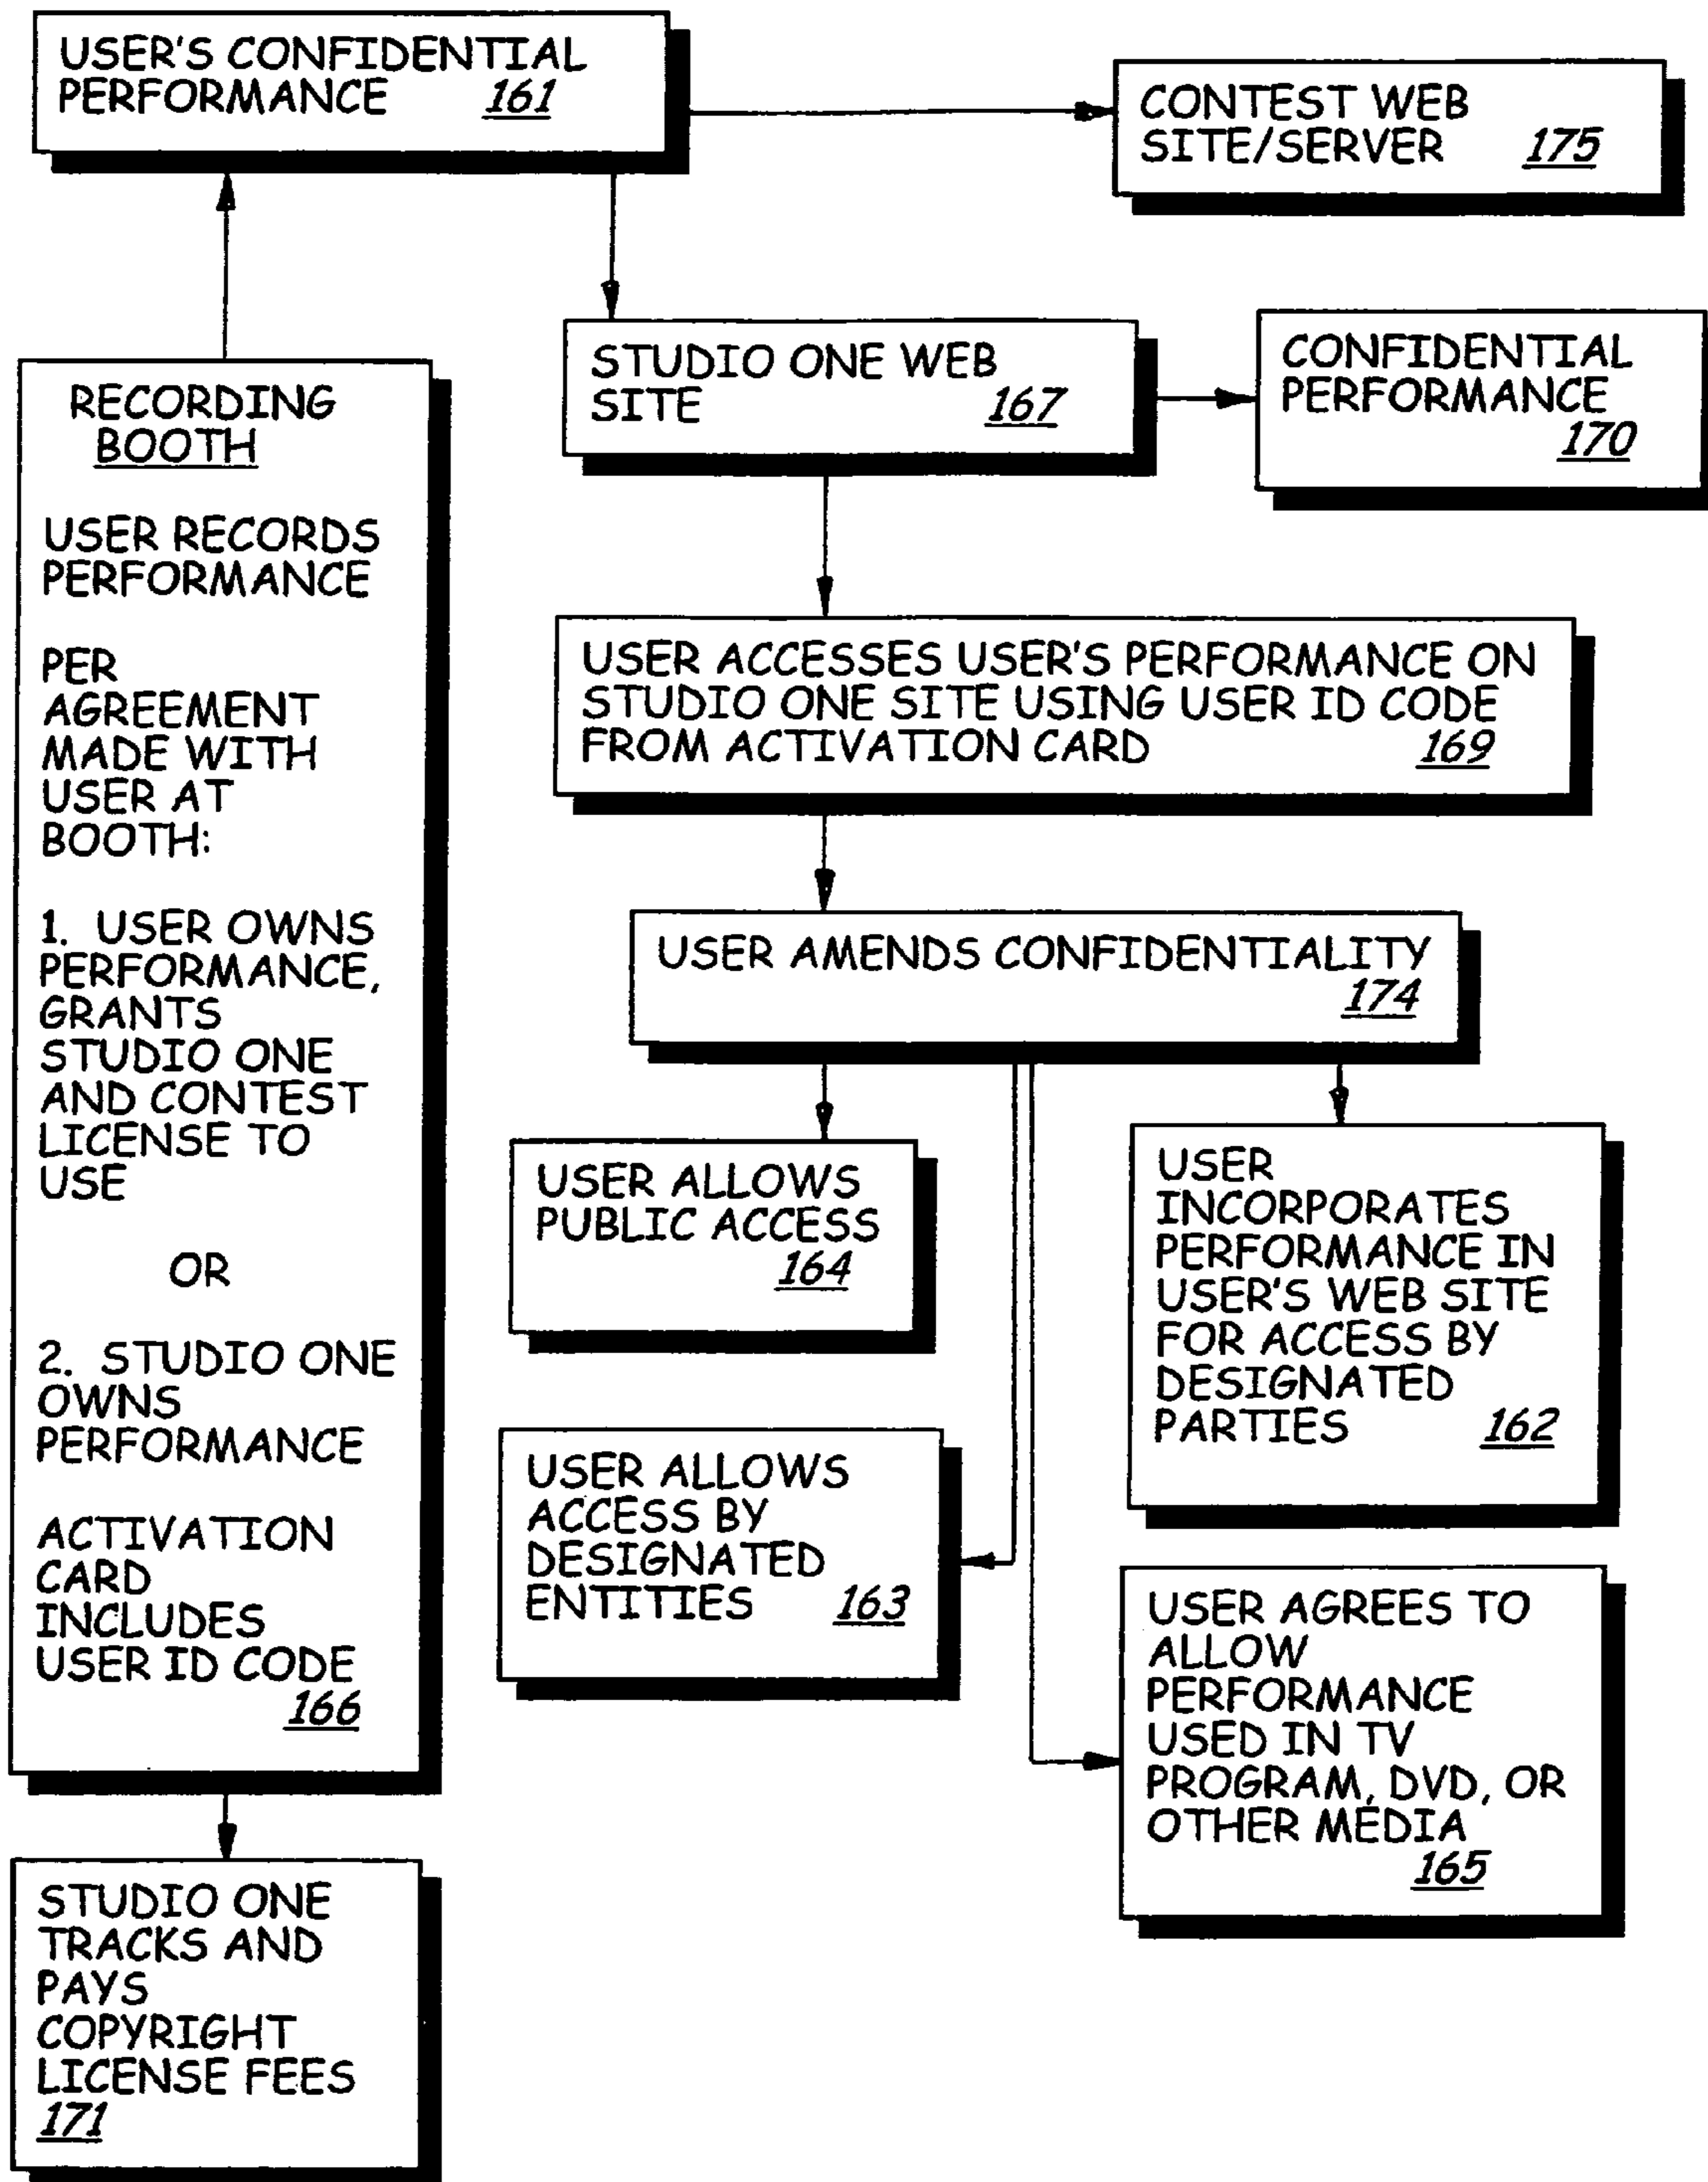 USER'S CONFIDENTIAL
PERFORMANCE 161
CONTEST WEB
SITE/SERVER 175
STUDIO ONE WEB
SITE 167
CONFIDENTIAL
PERFORMANCE
170
RECORDING
BOOTH
USER RECORDS
PERFORMANCE
PER
AGREEMENT
MADE WITH
USER AT
BOOTH:
1. USER OWNS
PERFORMANCE,
GRANTS
STUDIO ONE
AND CONTEST
LICENSE TO
USE
OR
2. STUDIO ONE
OWNS
PERFORMANCE
ACTIVATION
CARD
INCLUDES
USER ID CODE
166
USER ACCESSES USER'S PERFORMANCE ON
STUDIO ONE SITE USING USER ID CODE
FROM ACTIVATION CARD 169
USER AMENDS CONFIDENTIALITY
174
USER ALLOWS
PUBLIC ACCESS
164
USER
INCORPORATES
PERFORMANCE IN
USER'S WEB SITE
FOR ACCESS BY
DESIGNATED
PARTIES 162
USER ALLOWS
ACCESS BY
DESIGNATED
ENTITIES 163
USER AGREES TO
ALLOW
PERFORMANCE
USED IN TV
PROGRAM, DVD, OR
OTHER MEDIA
165
STUDIO ONE
TRACKS AND
PAYS
COPYRIGHT
LICENSE FEES
171